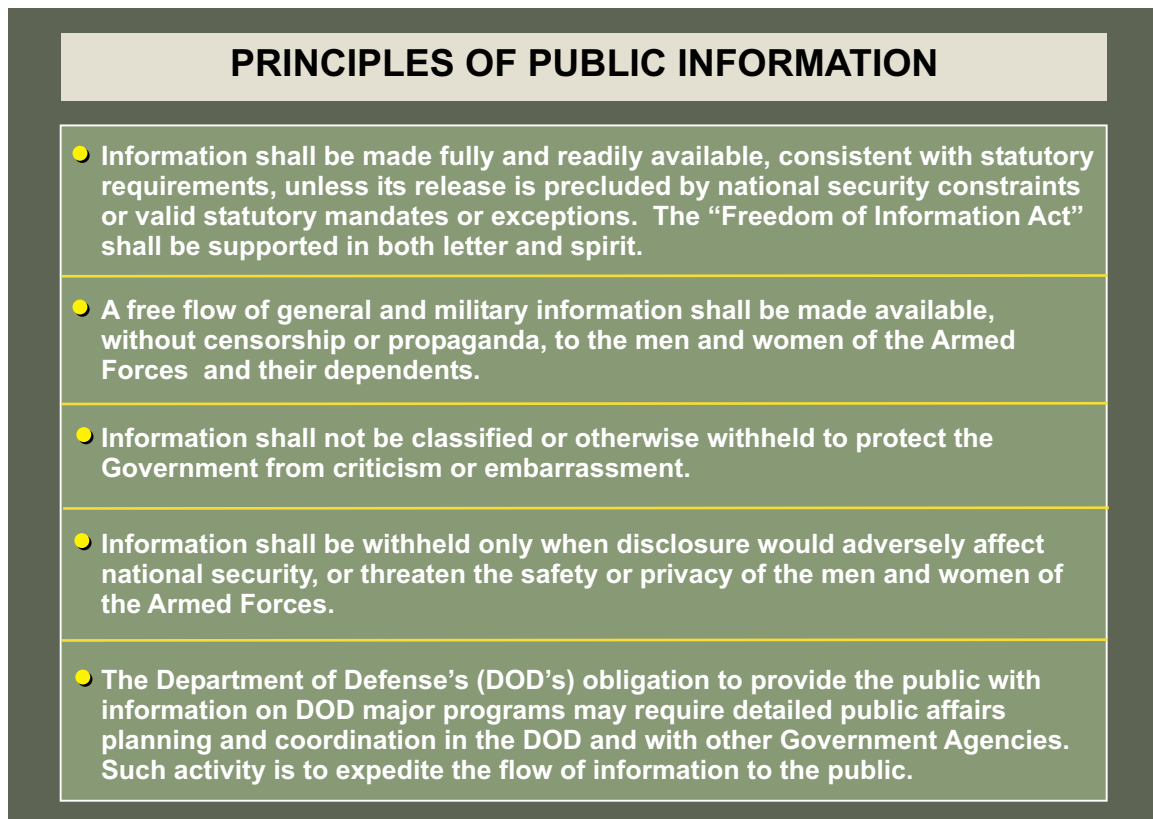 PRINCIPLES OF PUBLIC INFORMATION
Information shall be made fully and readily available, consistent with statutory
requirements, unless its release is precluded by national security constraints
or valid statutory mandates or exceptions.  The “Freedom of Information Act”
shall be supported in both letter and spirit.
A free flow of general and military information shall be made available,
without censorship or propaganda, to the men and women of the Armed
Forces  and their dependents.
Information shall not be classified or otherwise withheld to protect the
Government from criticism or embarrassment.
Information shall be withheld only when disclosure would adversely affect
national security, or threaten the safety or privacy of the men and women of
the Armed Forces.
The Department of Defense’s (DOD’s) obligation to provide the public with
information on DOD major programs may require detailed public affairs
planning and coordination in the DOD and with other Government Agencies.
Such activity is to expedite the flow of information to the public.